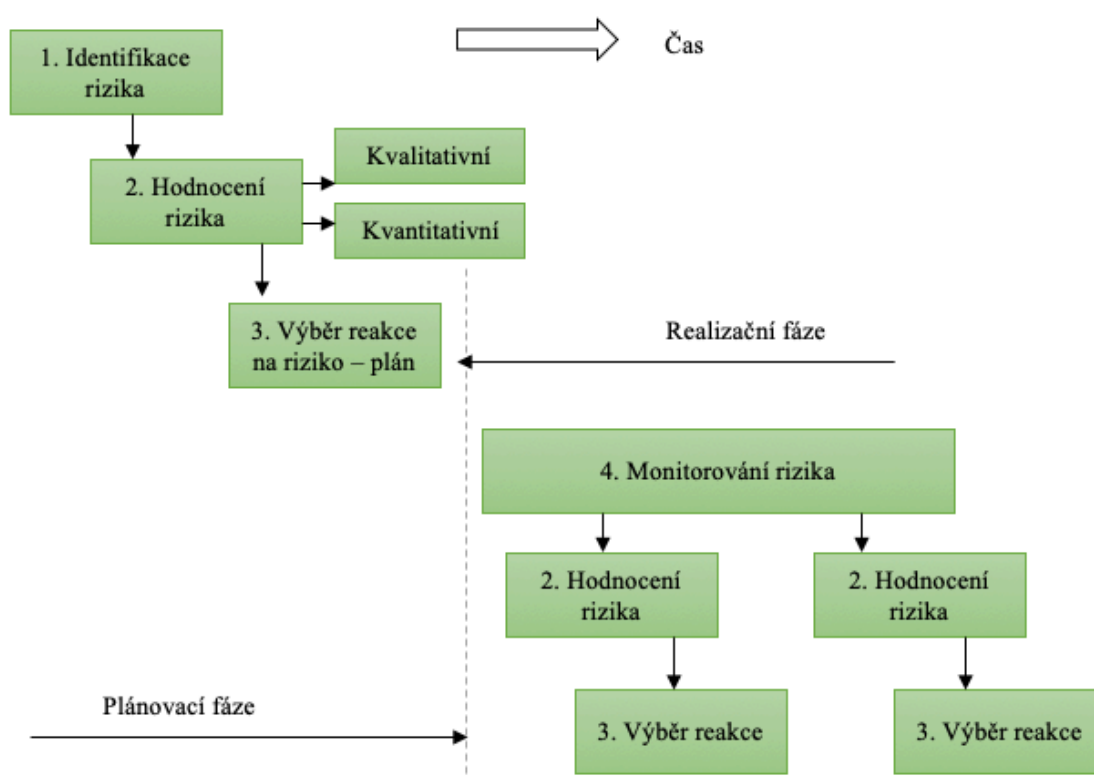 1. Identifikace
rizika
Čas
2. Hodnocení
rizika
Kvalitativní
Kvantitativní
3. Výběr reakce
na riziko – plán
Realizační fáze
4. Monitorování rizika
2. Hodnocení
rizika
2. Hodnocení
rizika
Plánovací fáze
3. Výběr reakce
3. Výběr reakce